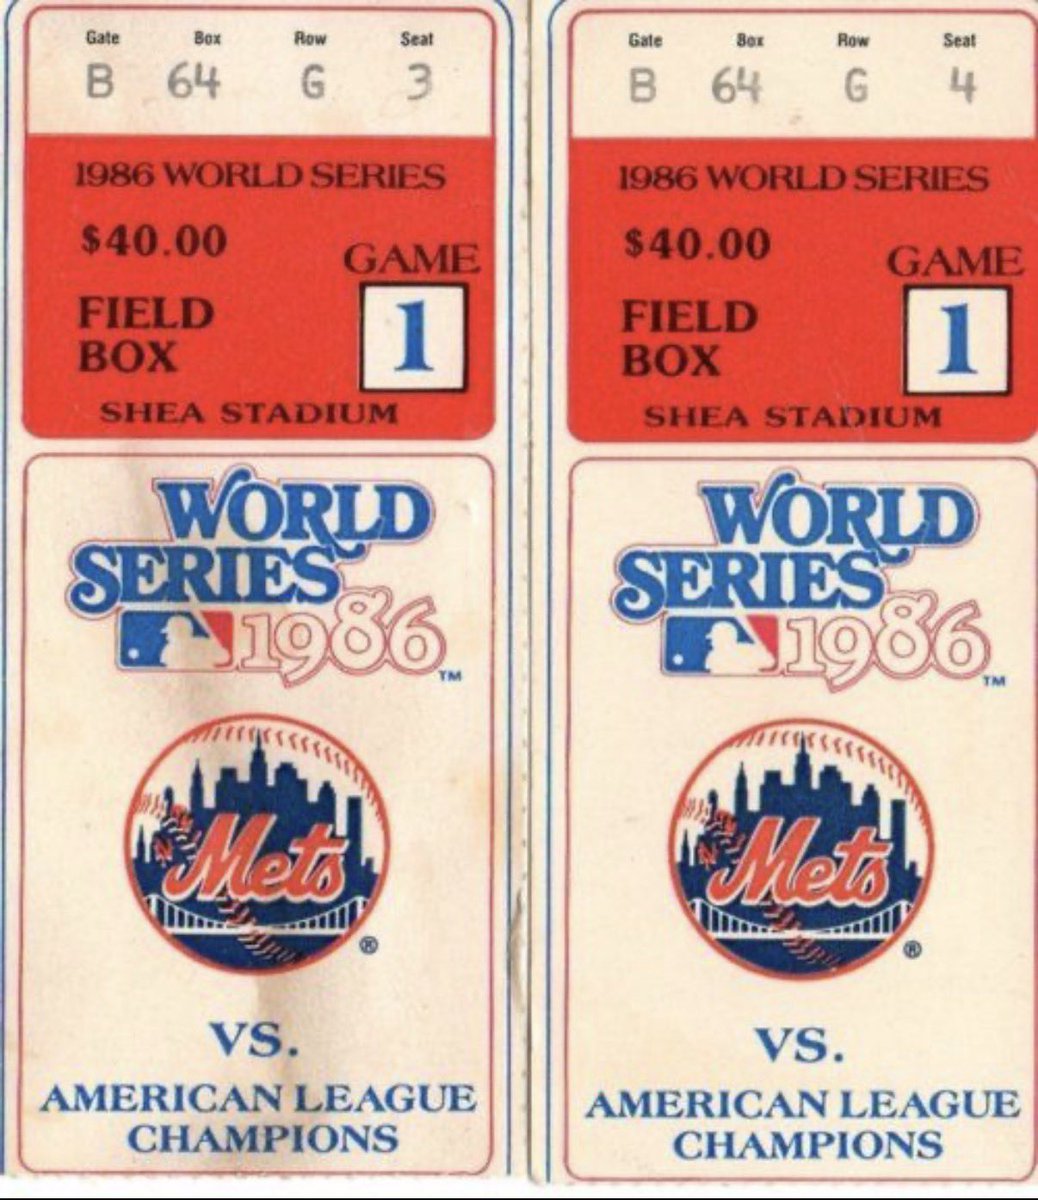 Gate Box Row Seat
B 64 G 3
1986 WORLD SERIES
$40.00
GAME
1
FIELD
BOX
SHEA STADIUM
WORLD
SERIES
1986
TM
NY
Mets
®
VS.
AMERICAN LEAGUE
CHAMPIONS
Gate Box Row Seat
B 64 G 4
1986 WORLD SERIES
$40.00
GAME
1
FIELD
BOX
SHEA STADIUM
WORLD
SERIES
1986
TM
NY
Mets
®
VS.
AMERICAN LEAGUE
CHAMPIONS